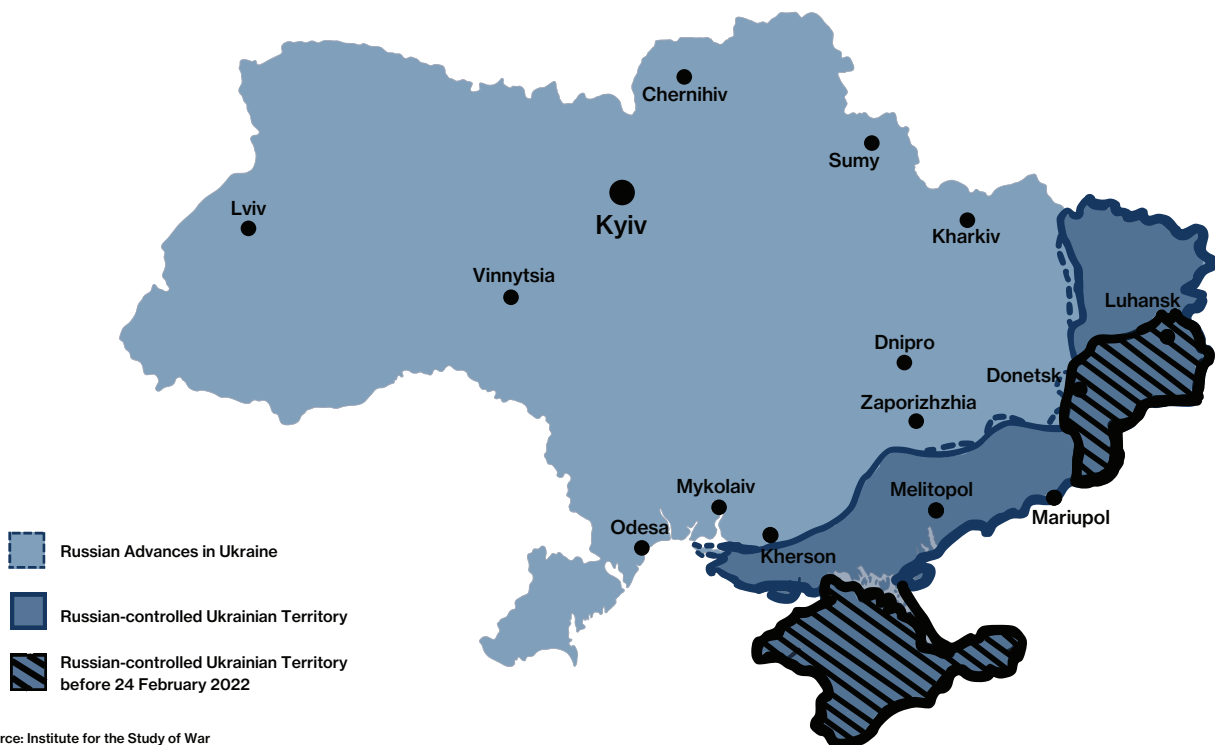 Chernihiv
Sumy
Lviv
Kyiv
Kharkiv
Vinnytsia
Luhansk
Dnipro
Donetsk
Zaporizhzhia
Mykolaiv
Melitopol
Mariupol
Odesa
Kherson
Russian Advances in Ukraine
Russian-controlled Ukrainian Territory
Russian-controlled Ukrainian Territory
before 24 February 2022
rce: Institute for the Study of War